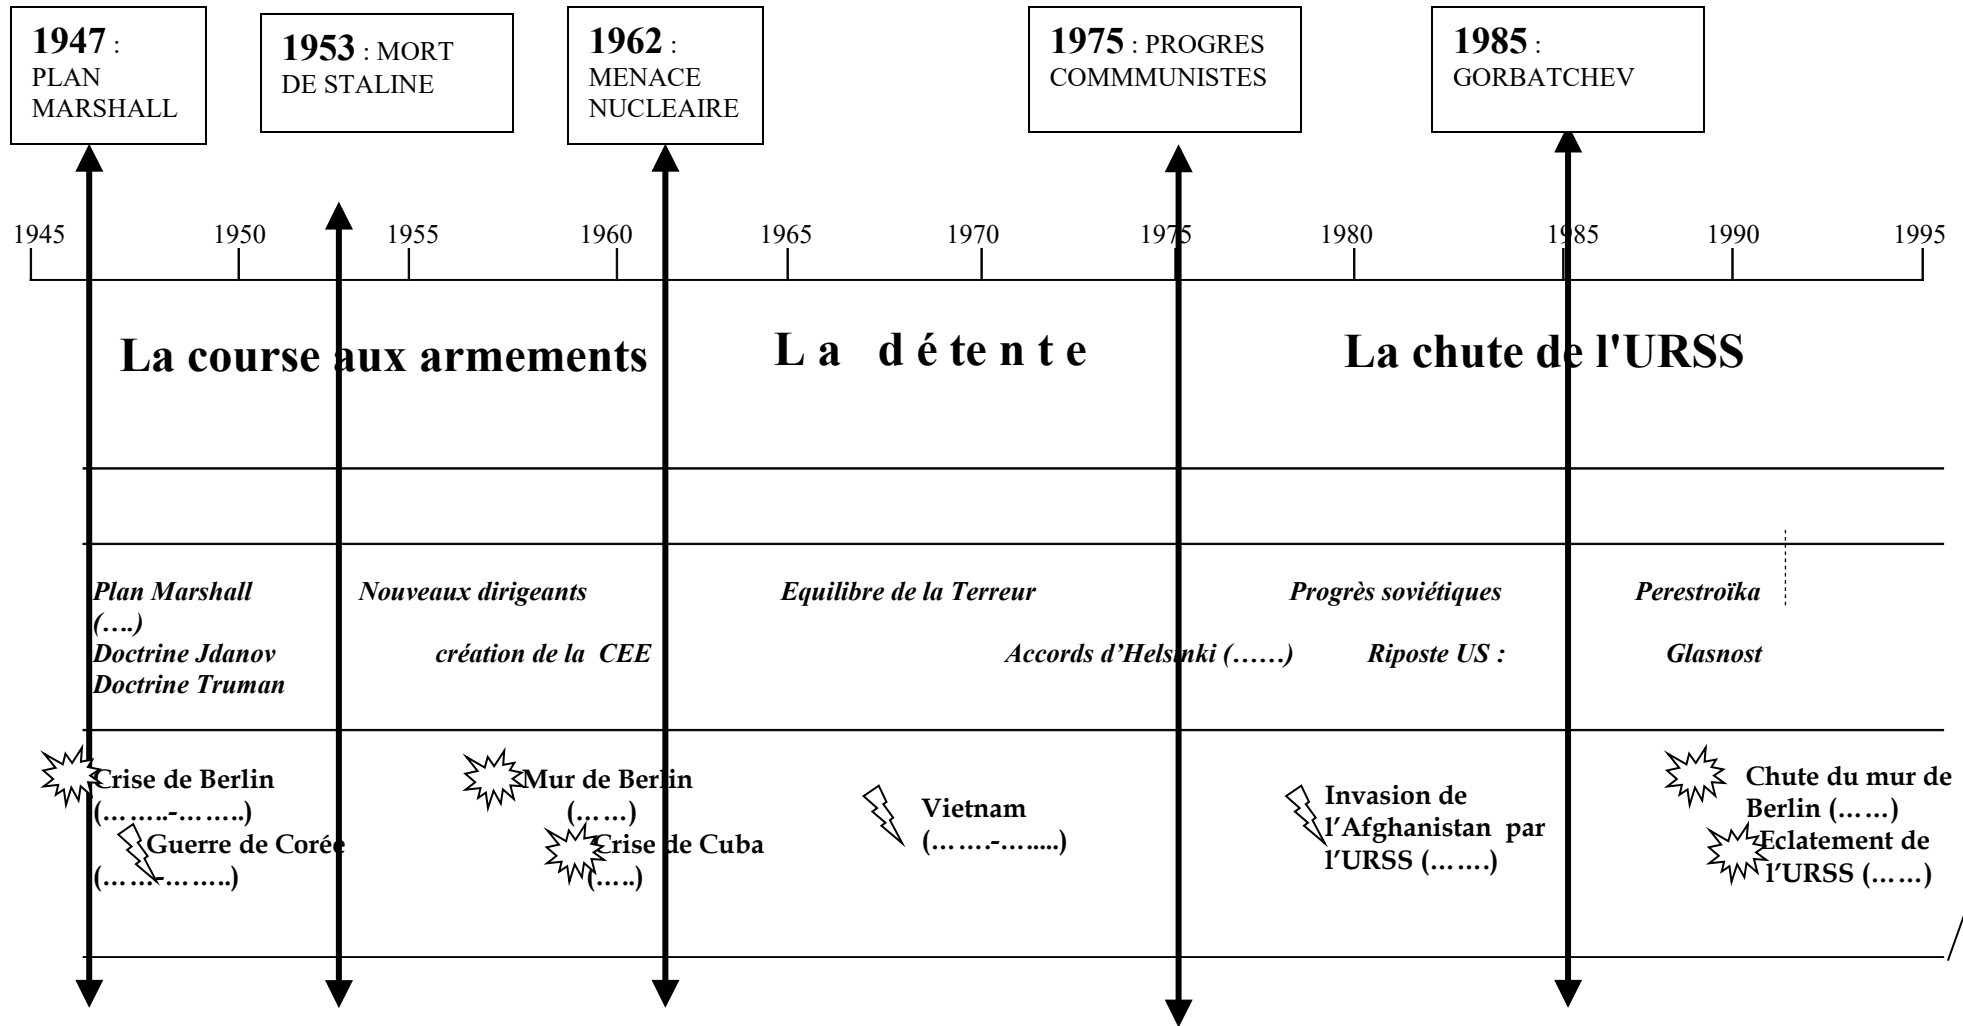 1947 :
PLAN
MARSHALL
1953 : MORT
DE STALINE
1962 :
MENACE
NUCLEAIRE
1975 : PROGRES
COMMMUNISTES
1985 :
GORBATCHEV
1945 1950 1955 1960 1965 1970 1975 1980 1985 1990 1995
La course aux armements
La détente
La chute de l'URSS
Plan Marshall
(….)
Doctrine Jdanov
Doctrine Truman
Nouveaux dirigeants
création de la CEE
Equilibre de la Terreur
Accords d’Helsinki (……)
Progrès soviétiques
Riposte US :
Perestroïka
Glasnost
Crise de Berlin
(……..-……..)
Guerre de Corée
(……-……..)
Mur de Berlin
(……)
Crise de Cuba
(…..)
Vietnam
(…….-….....)
Invasion de
l’Afghanistan par
l’URSS (…….)
Chute du mur de
Berlin (……)
Eclatement de
l’URSS (……)